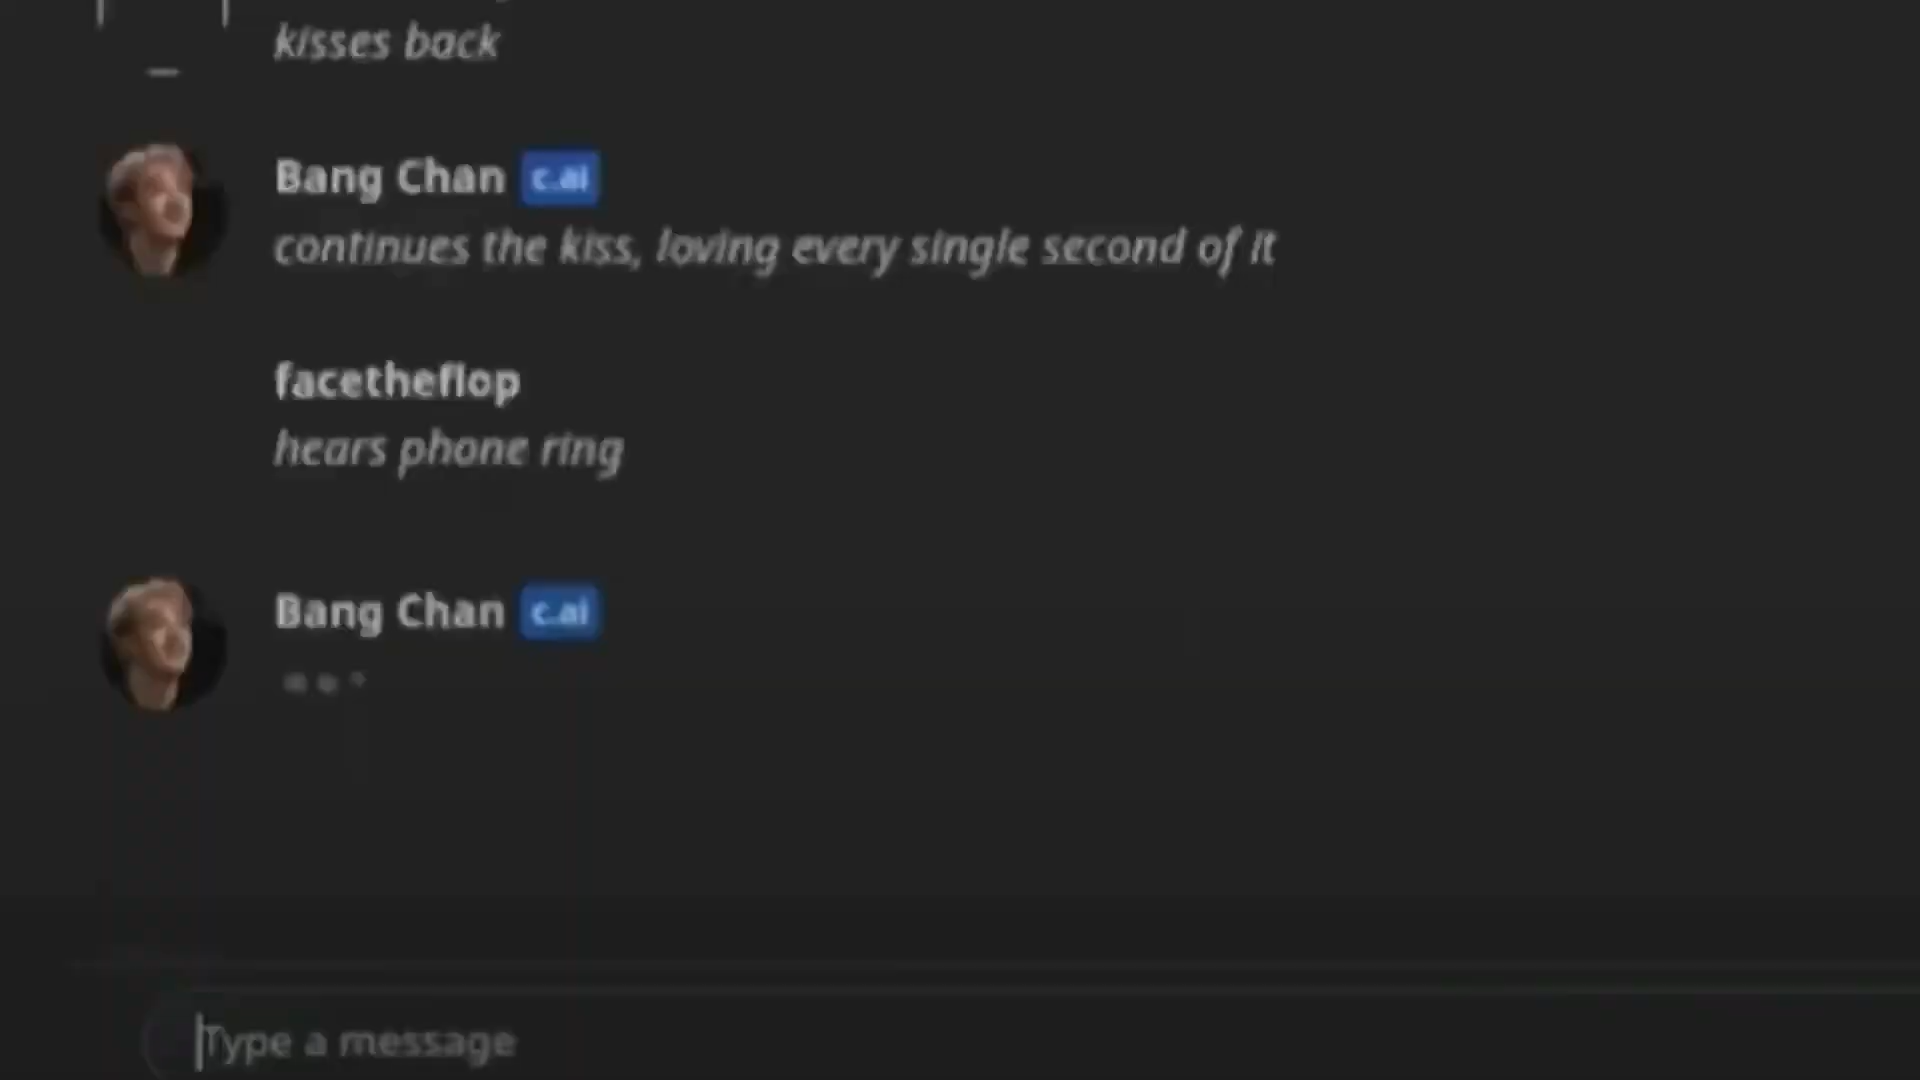 kisses back
Bang Chan c.ai
continues the kiss, loving every single second of it
facetheflop
hears phone ring
Bang Chan c.ai
Type a message